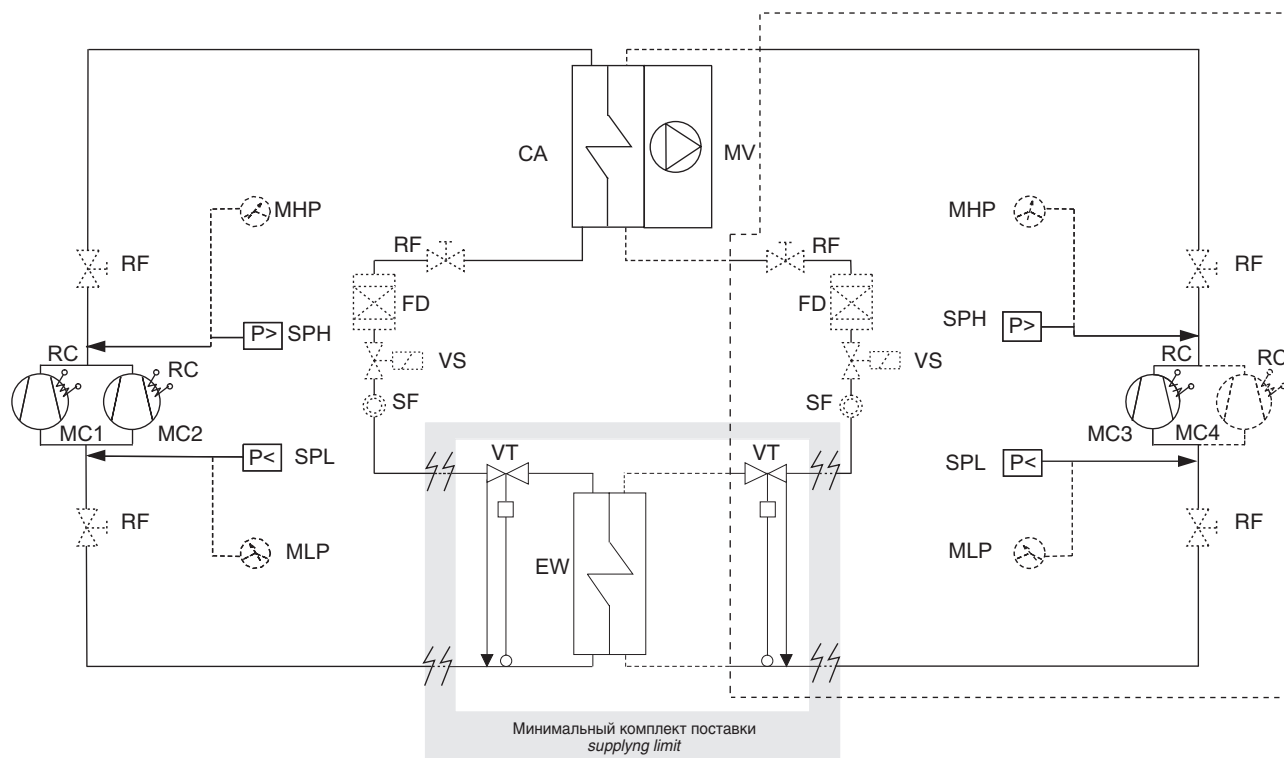 CA
MV
MHP
MHP
RF
RF
RF
RF
FD
FD
P>
SPH
SPH
P>
RC
RC
VS
VS
RC
RC
SF
SF
MC1
MC2
MC3
MC4
VT
VT
P<
SPL
SPL
P<
RF
RF
MLP
MLP
EW
Минимальный комплект поставки
supplyng limit